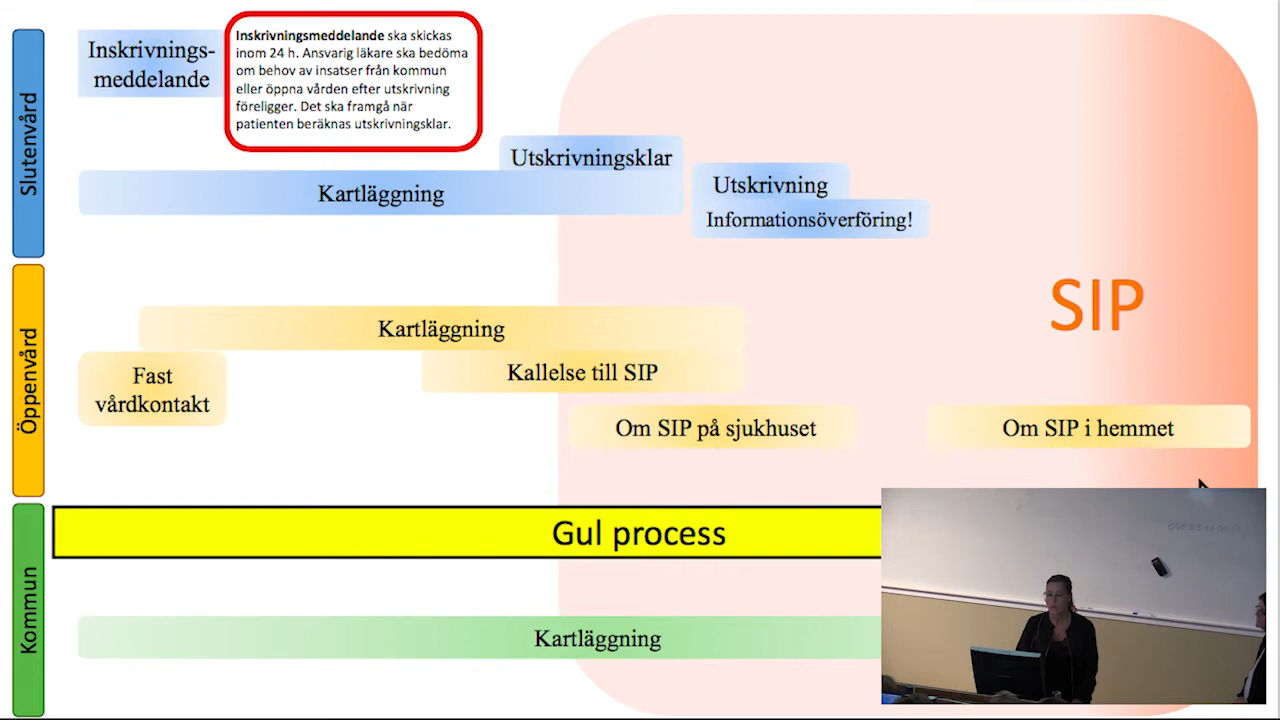 Slutenvård
Inskrivnings-
meddelande
Inskrivningsmeddelande ska skickas
inom 24 h. Ansvarig läkare ska bedöma
om behov av insatser från kommun
eller öppna vården efter utskrivning
föreligger. Det ska framgå när
patienten beräknas utskrivningsklar.
Utskrivningsklar
Kartläggning
Utskrivning
Informationsöverföring!
SIP
Öppenvård
Kartläggning
Fast
vårdkontakt
Kallelse till SIP
Om SIP på sjukhuset
Om SIP i hemmet
Gul process
Kommun
Kartläggning